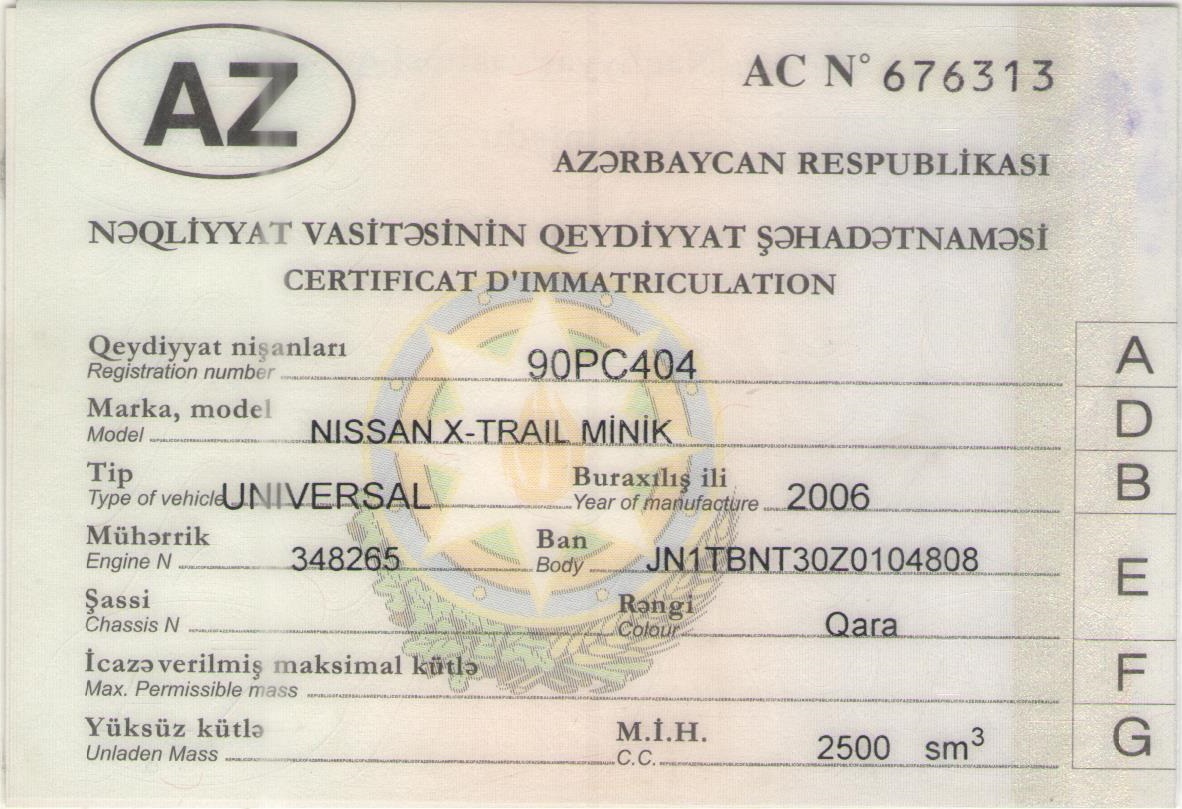 AZ
AC N° 676313
AZƏRBAYCAN RESPUBLİKASI
NƏQLİYYAT VASİTƏSİNİN QEYDİYYAT ŞƏHADƏTNAMƏSİ
CERTIFICAT D'IMMATRICULATION
Qeydiyyat nişanları
Registration number 90PC404 A
Marka, model
Model NISSAN X-TRAIL MİNİK D
Tip Buraxılış ili
Type of vehicle UNIVERSAL Year of manufacture 2006 B
Mühərrik Ban
Engine N 348265 Body JN1TBNT30Z0104808 E
Şassi Rəngi
Chassis N Colour Qara
İcazə verilmiş maksimal kütlə
Max. Permissible mass F
Yüksüz kütlə M.İ.H.
Unladen Mass C.C. 2500 sm³ G